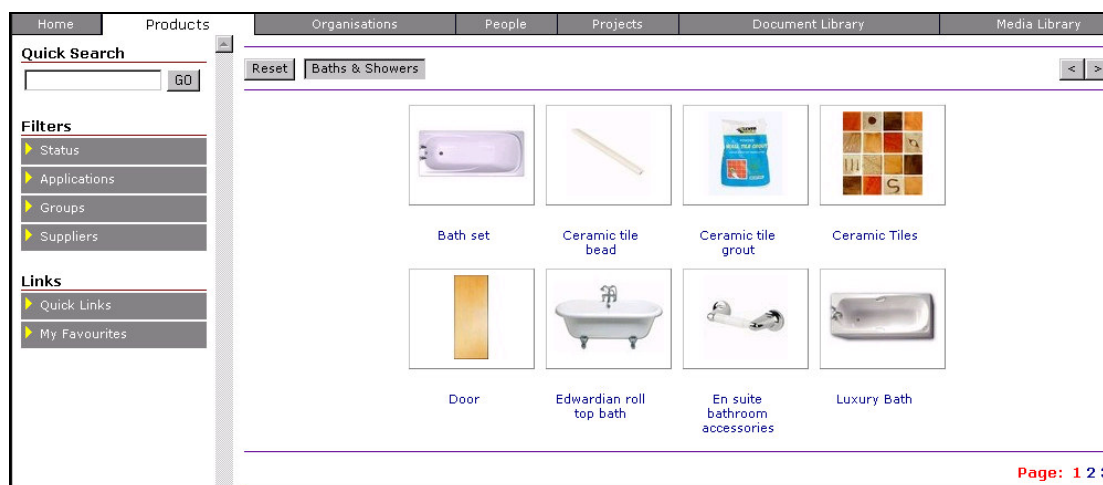 Home Products Organisations People Projects Document Library Media Library
Quick Search
GO
Reset Baths & Showers < >
Filters
Status
Applications
Groups
Suppliers
Links
Quick Links
My Favourites
Bath set
Ceramic tile
bead
Ceramic tile
grout
Ceramic Tiles
Door
Edwardian roll
top bath
En suite
bathroom
accessories
Luxury Bath
Page: 1 2